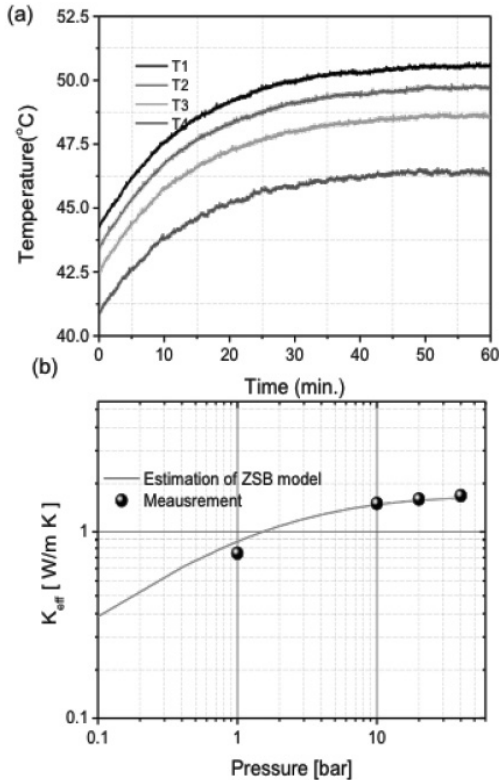 (a)
52.5
50.0
47.5
45.0
42.5
40.0
Temperature(°C)
T1
T2
T3
T4
0 10 20 30 40 50 60
Time (min.)
(b)
Estimation of ZSB model
Meausrement
1
0.1
K_eff [ W/m K ]
0.1 1 10
Pressure [bar]